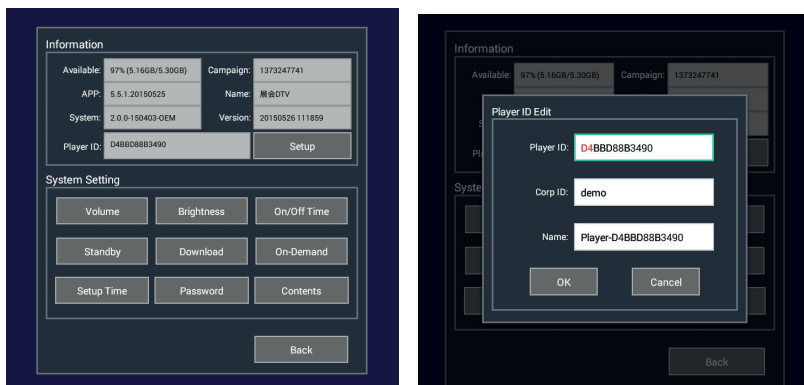 Information
Available: 97% (5.16GB/5.30GB) Campaign: 1373247741
APP: 5.5.1.20150525 Name: 展会DTV
System: 2.0.0-150403-OEM Version: 20150526 111859
Player ID: D4BBD88B3490 Setup
System Setting
Volume Brightness On/Off Time
Standby Download On-Demand
Setup Time Password Contents
Back
Information
Available: 97% (5.16GB/5.30GB) Campaign: 1373247741
Player ID Edit
Player ID: D4BBD88B3490
Corp ID: demo
Name: Player-D4BBD88B3490
OK Cancel
Back